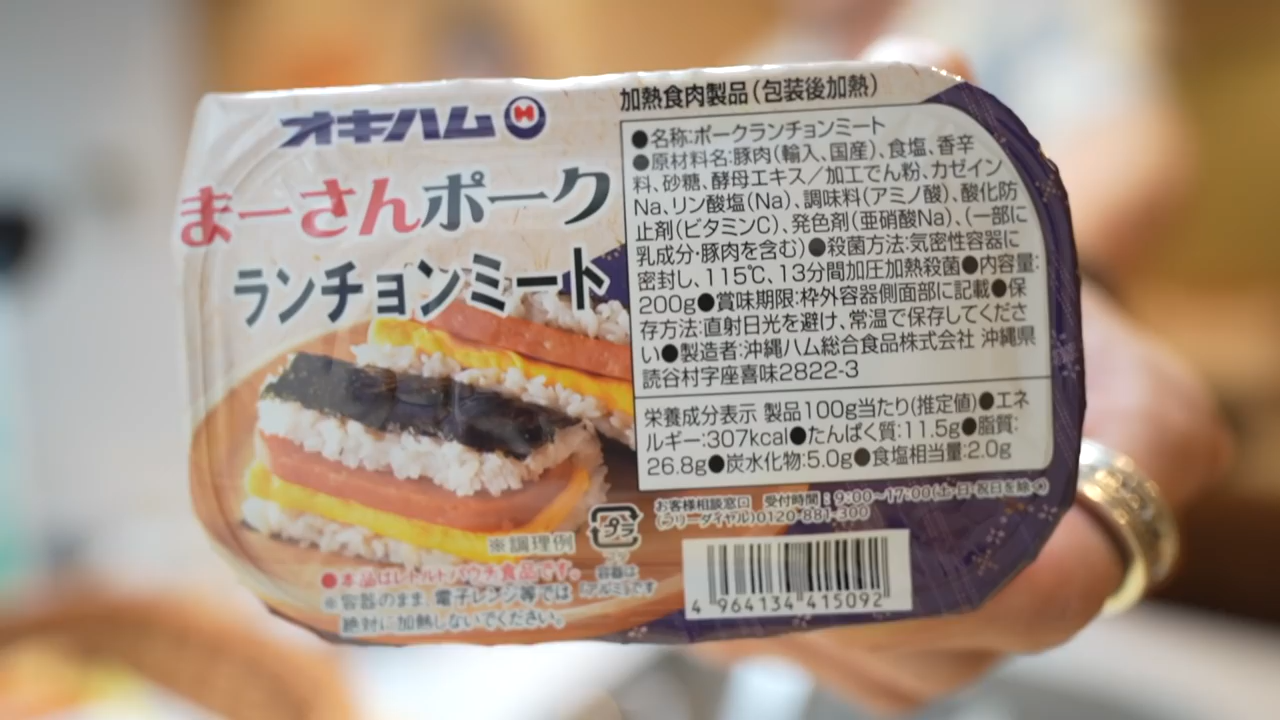 オキハム
まーさんポーク
ランチョンミート
※調理例
●本品はレトルトパウチ食品です。
※容器のまま、電子レンジ等では
絶対に加熱しないでください。
加熱食肉製品(包装後加熱)
●名称:ポークランチョンミート
●原材料名:豚肉(輸入、国産)、食塩、香辛
料、砂糖、酵母エキス/加工でん粉、カゼイン
Na、リン酸塩(Na)、調味料(アミノ酸)、酸化防
止剤(ビタミンC)、発色剤(亜硝酸Na)、(一部に
乳成分・豚肉を含む)●殺菌方法:気密性容器に
密封し、115℃、13分間加圧加熱殺菌●内容量:
200g●賞味期限:枠外容器側面部に記載●保
存方法:直射日光を避け、常温で保存してくださ
い●製造者:沖縄ハム総合食品株式会社 沖縄県
読谷村字座喜味2822-3
栄養成分表示 製品100g当たり(推定値)●エネ
ルギー:307kcal●たんぱく質:11.5g●脂質:
26.8g●炭水化物:5.0g●食塩相当量:2.0g
お客様相談窓口 受付時間:9:00~17:00(土・日・祝日を除く)
(フリーダイヤル)0120-881-300
プラ
容器は
アルミです
4 964134 415092